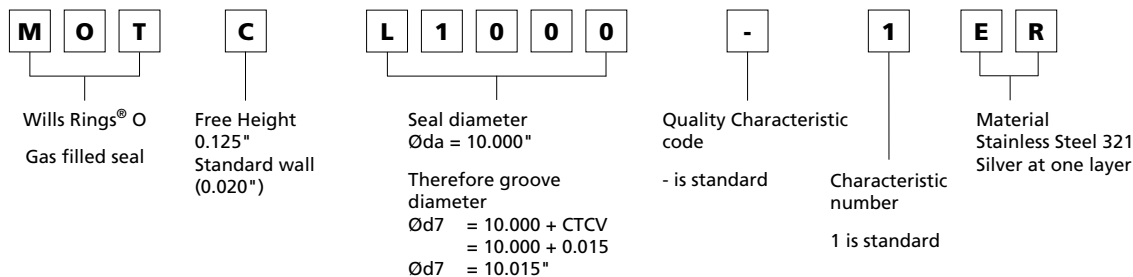 M O T C L 1 0 0 0 - 1 E R
Wills Rings® O
Gas filled seal
Free Height
0.125"
Standard wall
(0.020")
Seal diameter
Øda = 10.000"
Therefore groove
diameter
Ød7 = 10.000 + CTCV
= 10.000 + 0.015
Ød7 = 10.015"
Quality Characteristic
code
- is standard
Characteristic
number
1 is standard
Material
Stainless Steel 321
Silver at one layer